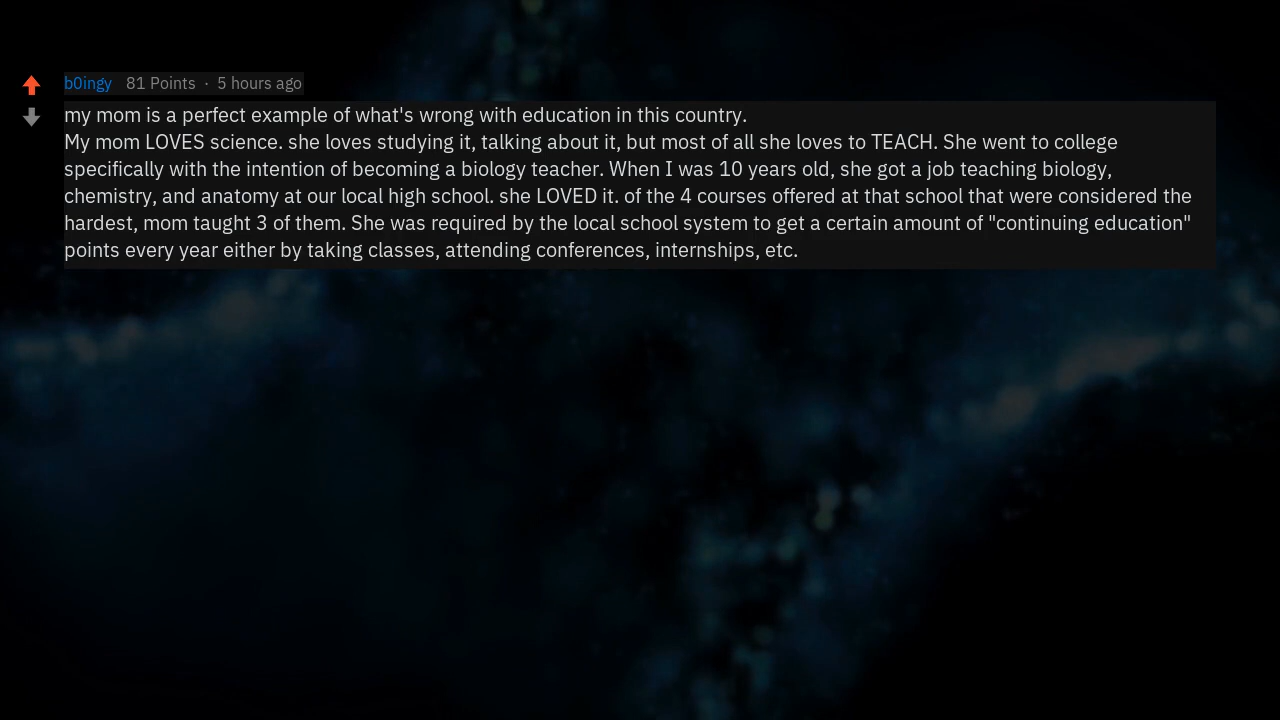 b0ingy 81 Points · 5 hours ago
my mom is a perfect example of what's wrong with education in this country.
My mom LOVES science. she loves studying it, talking about it, but most of all she loves to TEACH. She went to college
specifically with the intention of becoming a biology teacher. When I was 10 years old, she got a job teaching biology,
chemistry, and anatomy at our local high school. she LOVED it. of the 4 courses offered at that school that were considered the
hardest, mom taught 3 of them. She was required by the local school system to get a certain amount of "continuing education"
points every year either by taking classes, attending conferences, internships, etc.